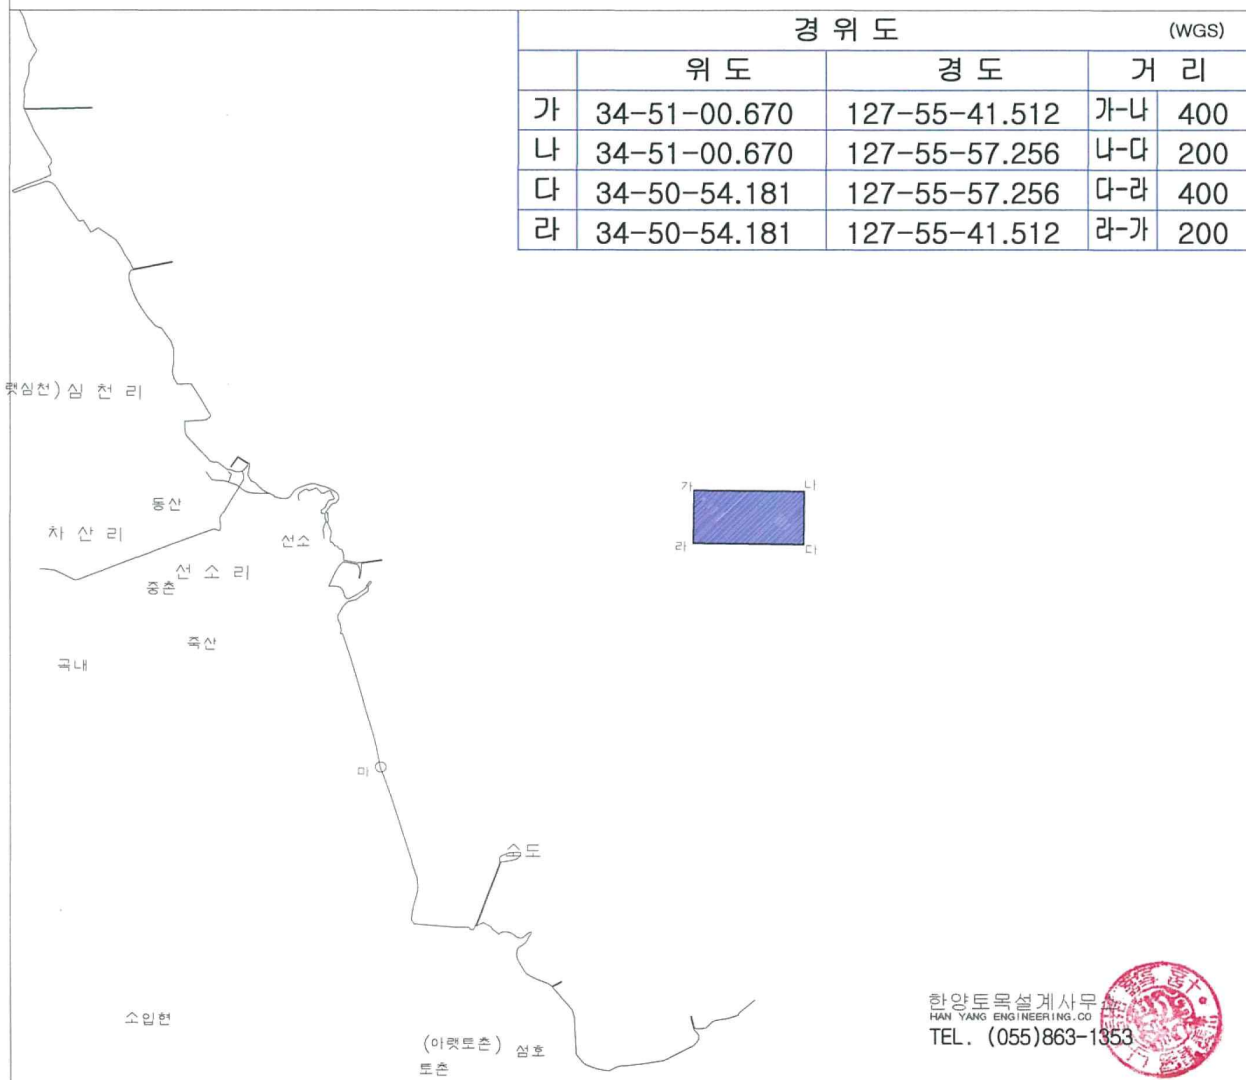 경 위 도 (WGS)
위 도 경 도 거 리
가 34-51-00.670 127-55-41.512 가-나 400
나 34-51-00.670 127-55-57.256 나-다 200
다 34-50-54.181 127-55-57.256 다-라 400
라 34-50-54.181 127-55-41.512 라-가 200
랫심천) 심 천 리
가 나
동산
차 산 리
선소
라 다
선 소 리
중촌
죽산
곡내
마
소도
소입현
(아랫토촌) 섬호
토촌
한양토목설계사무
HAN YANG ENGINEERING.CO
TEL. (055)863-1353